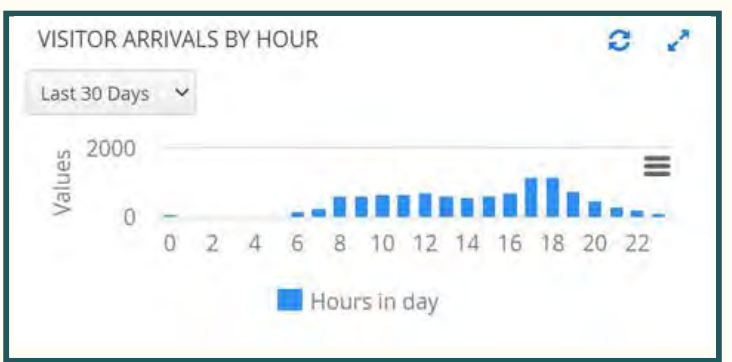 VISITOR ARRIVALS BY HOUR
Last 30 Days
Values
2000
0
0 2 4 6 8 10 12 14 16 18 20 22
Hours in day